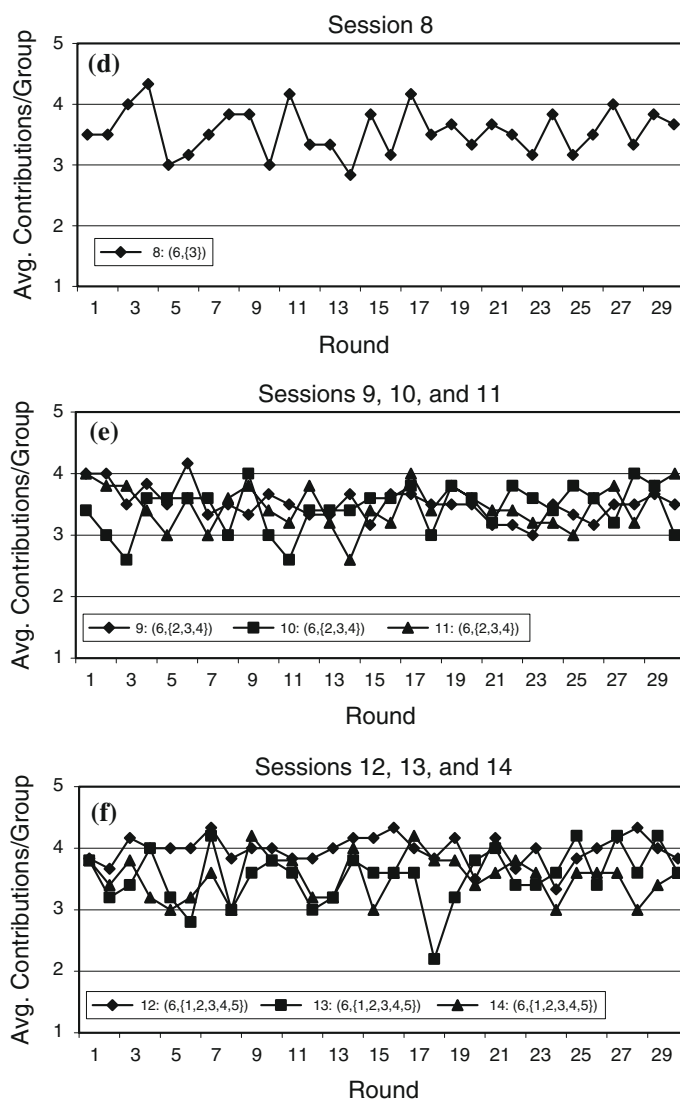 Session 8
(d)
Avg. Contributions/Group
5
4
3
2
1
8: (6,{3})
1 3 5 7 9 11 13 15 17 19 21 23 25 27 29
Round
Sessions 9, 10, and 11
(e)
Avg. Contributions/Group
5
4
3
2
1
9: (6,{2,3,4}) 10: (6,{2,3,4}) 11: (6,{2,3,4})
1 3 5 7 9 11 13 15 17 19 21 23 25 27 29
Round
Sessions 12, 13, and 14
(f)
Avg. Contributions/Group
5
4
3
2
1
12: (6,{1,2,3,4,5}) 13: (6,{1,2,3,4,5}) 14: (6,{1,2,3,4,5})
1 3 5 7 9 11 13 15 17 19 21 23 25 27 29
Round